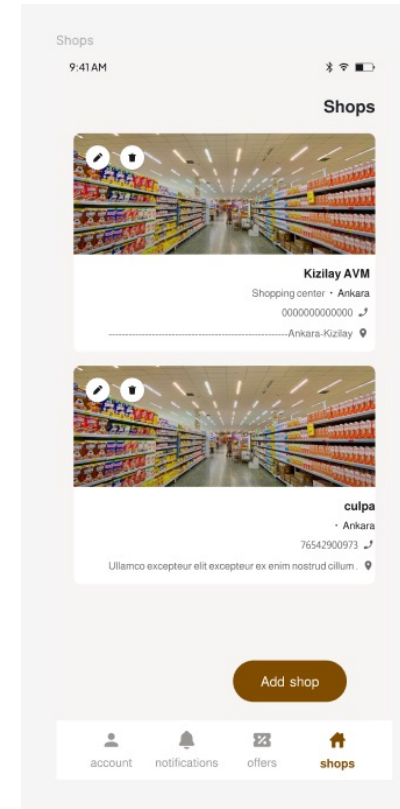 Shops
9:41 AM
Shops
Kizilay AVM
Shopping center • Ankara
0000000000000
------------------------------------------------------Ankara-Kizilay
culpa
• Ankara
76542900973
Ullamco excepteur elit excepteur ex enim nostrud cillum .
Add shop
account notifications offers shops